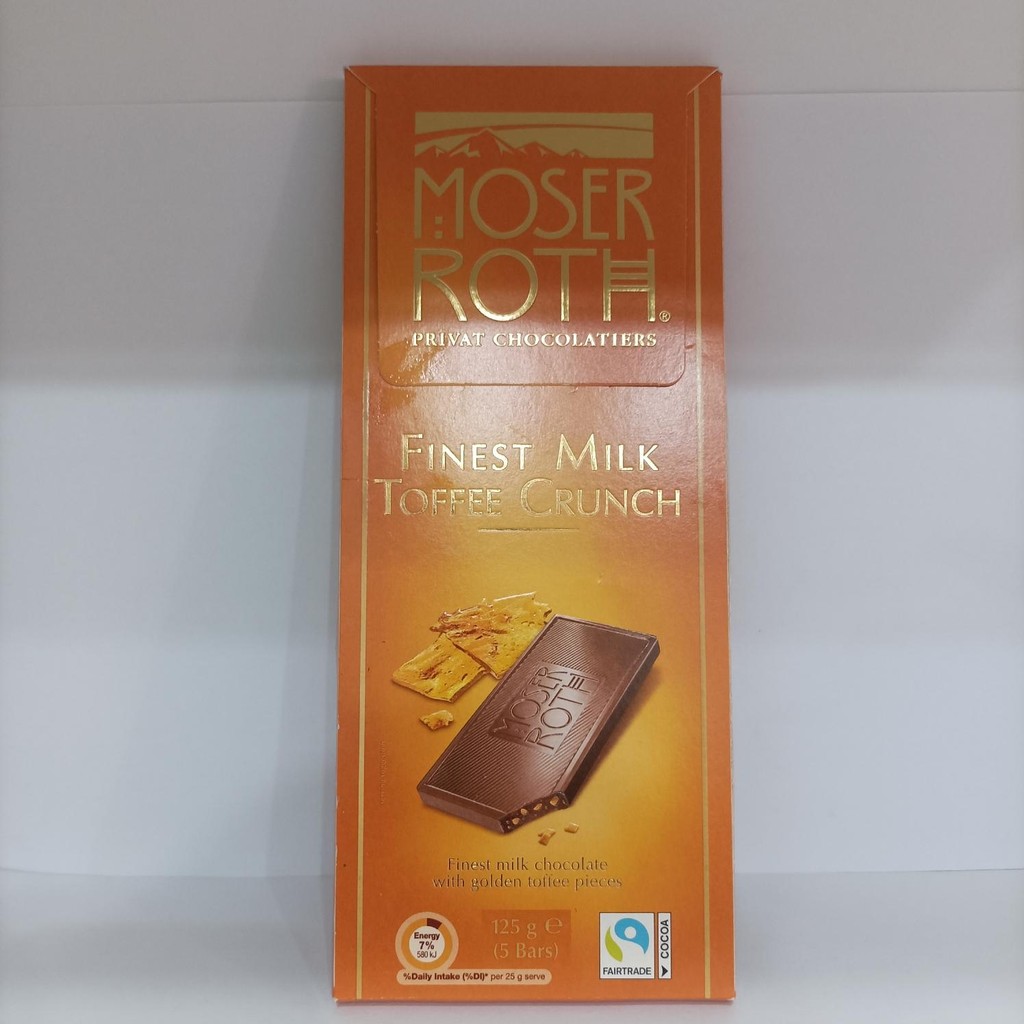 MOSER
ROTH®
PRIVAT CHOCOLATIERS
FINEST MILK
TOFFEE CRUNCH
MOSER
ROTH
Finest milk chocolate
with golden toffee pieces
Energy
7%
580 kJ
%Daily Intake (%DI)* per 25 g serve
125 g ℮
(5 Bars)
FAIRTRADE
▼ COCOA